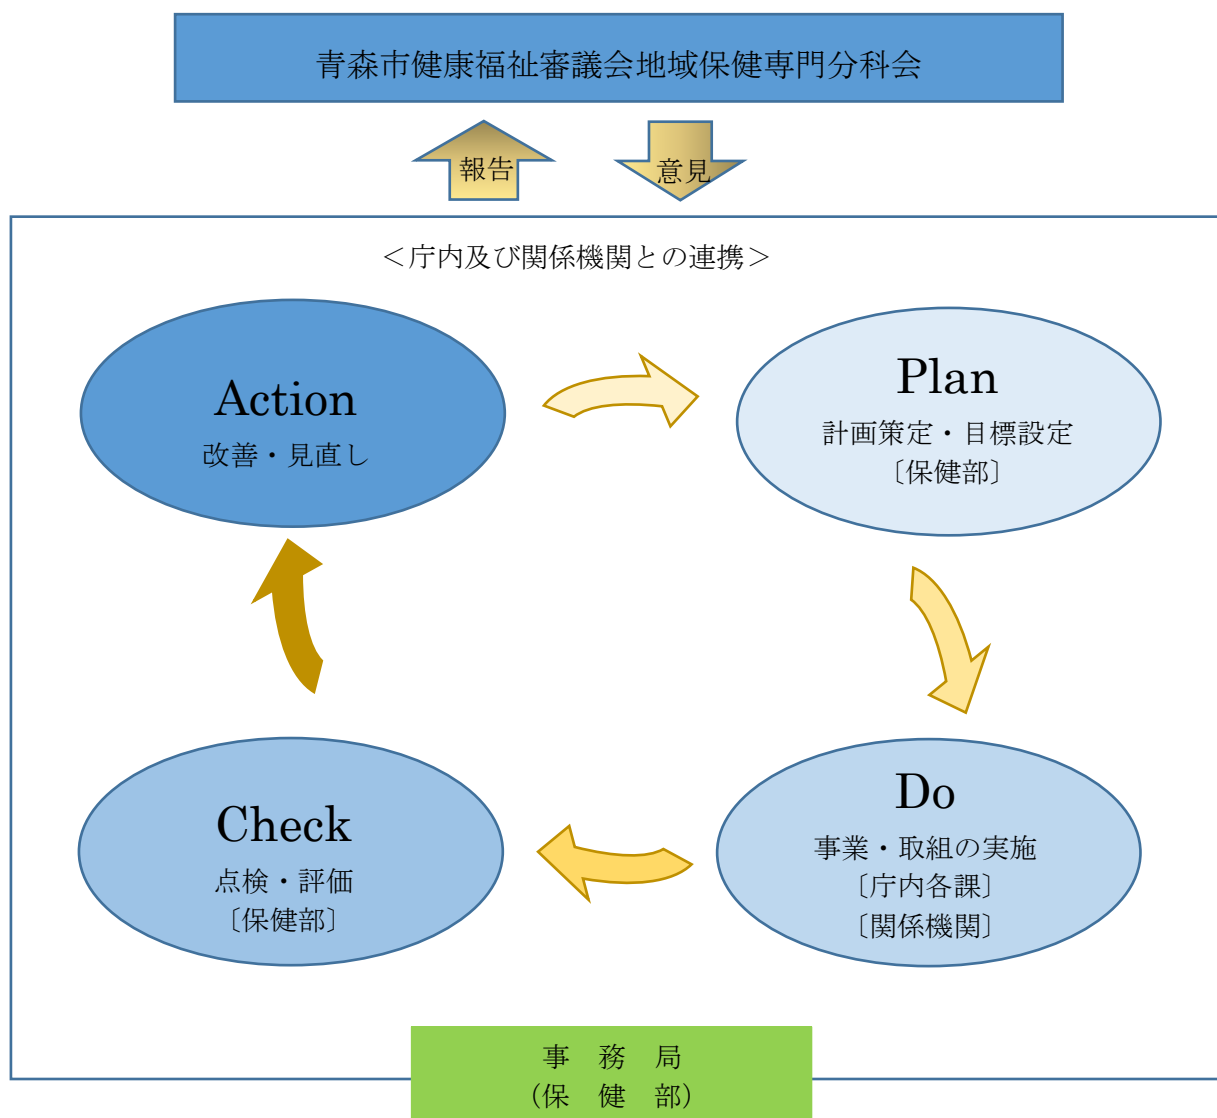 青森市健康福祉審議会地域保健専門分科会
報告
意見
＜庁内及び関係機関との連携＞
Action
改善・見直し
Plan
計画策定・目標設定
〔保健部〕
Check
点検・評価
〔保健部〕
Do
事業・取組の実施
〔庁内各課〕
〔関係機関〕
事　務　局
（保　健　部）